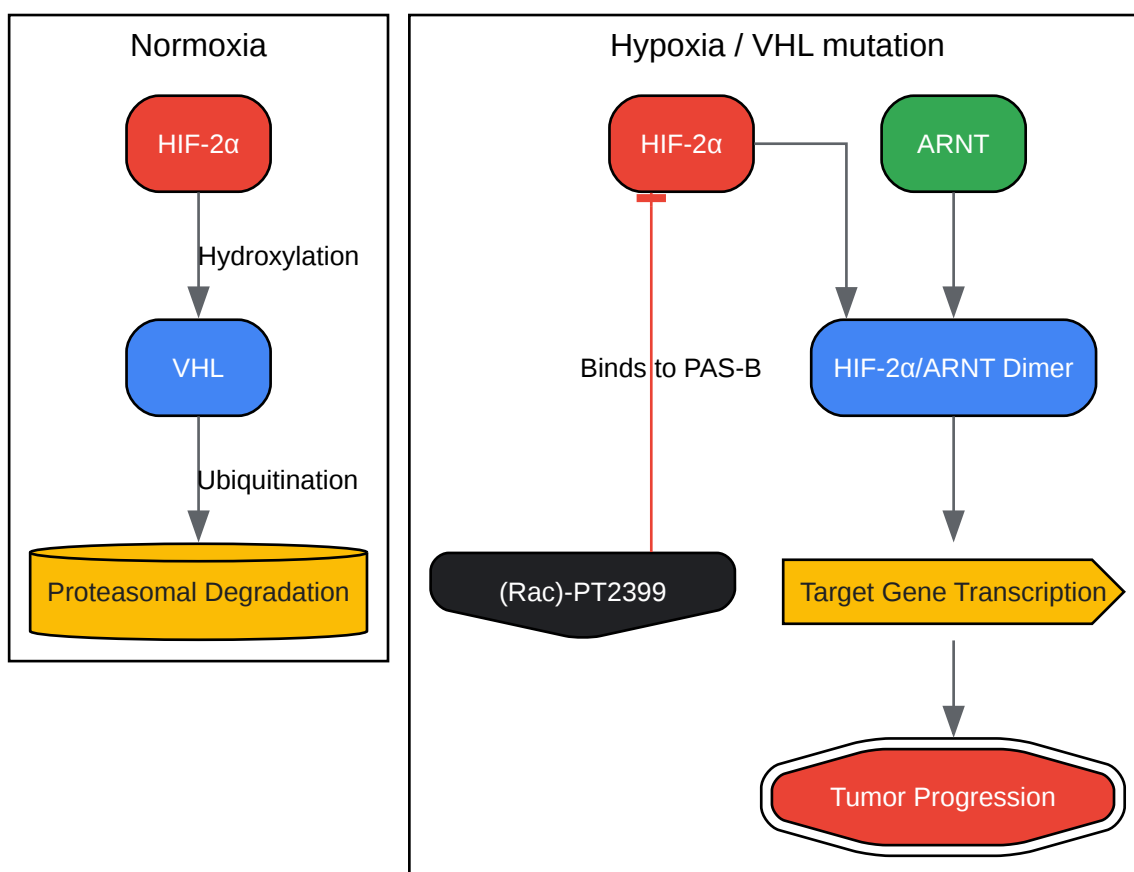 Normoxia
HIF-2α
Hydroxylation
VHL
Ubiquitination
Proteasomal Degradation
Hypoxia / VHL mutation
HIF-2α
ARNT
Binds to PAS-B
HIF-2α/ARNT Dimer
(Rac)-PT2399
Target Gene Transcription
Tumor Progression